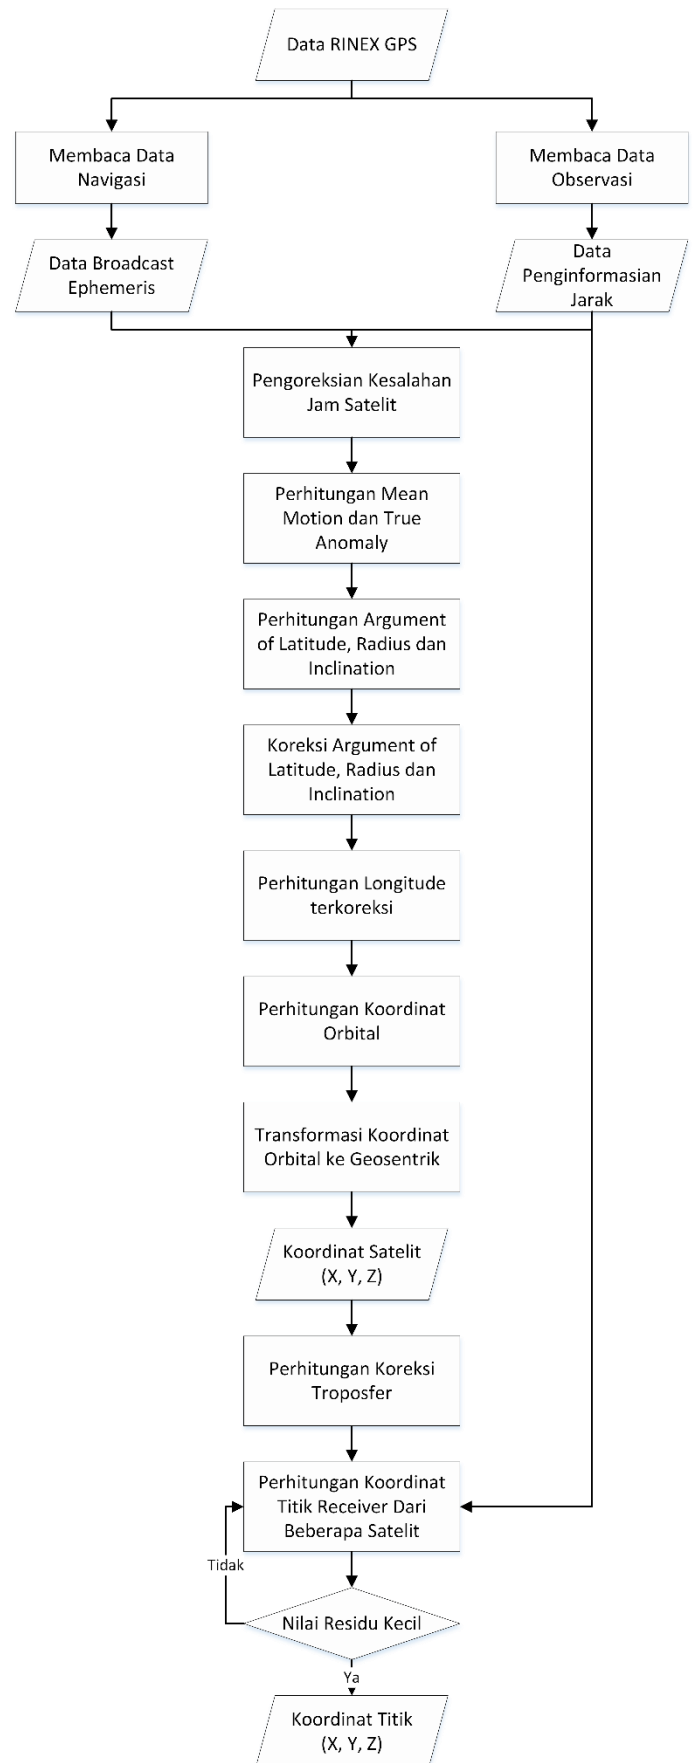 Data RINEX GPS
Membaca Data
Navigasi
Membaca Data
Observasi
Data Broadcast
Ephemeris
Data
Penginformasian
Jarak
Pengoreksian Kesalahan
Jam Satelit
Perhitungan Mean
Motion dan True
Anomaly
Perhitungan Argument
of Latitude, Radius dan
Inclination
Koreksi Argument of
Latitude, Radius dan
Inclination
Perhitungan Longitude
terkoreksi
Perhitungan Koordinat
Orbital
Transformasi Koordinat
Orbital ke Geosentrik
Koordinat Satelit
(X, Y, Z)
Perhitungan Koreksi
Troposfer
Perhitungan Koordinat
Titik Receiver Dari
Beberapa Satelit
Tidak
Nilai Residu Kecil
Ya
Koordinat Titik
(X, Y, Z)